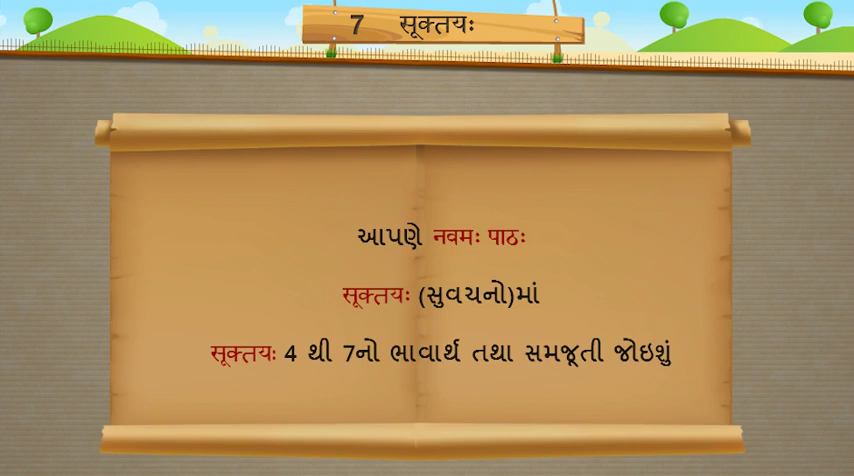 7 सूक्तयः
આપણે नवमः पाठः
सूक्तयः (સુવચનો)માં
सूक्तयः 4 થી 7નો ભાવાર્થ તથા સમજૂતી જોઇશું